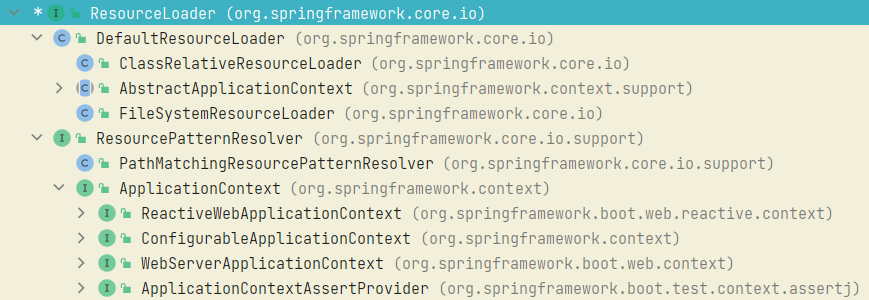 * I ResourceLoader (org.springframework.core.io)
C DefaultResourceLoader (org.springframework.core.io)
C ClassRelativeResourceLoader (org.springframework.core.io)
C AbstractApplicationContext (org.springframework.context.support)
C FileSystemResourceLoader (org.springframework.core.io)
I ResourcePatternResolver (org.springframework.core.io.support)
C PathMatchingResourcePatternResolver (org.springframework.core.io.support)
I ApplicationContext (org.springframework.context)
I ReactiveWebApplicationContext (org.springframework.boot.web.reactive.context)
I ConfigurableApplicationContext (org.springframework.context)
I WebServerApplicationContext (org.springframework.boot.web.context)
I ApplicationContextAssertProvider (org.springframework.boot.test.context.assertj)